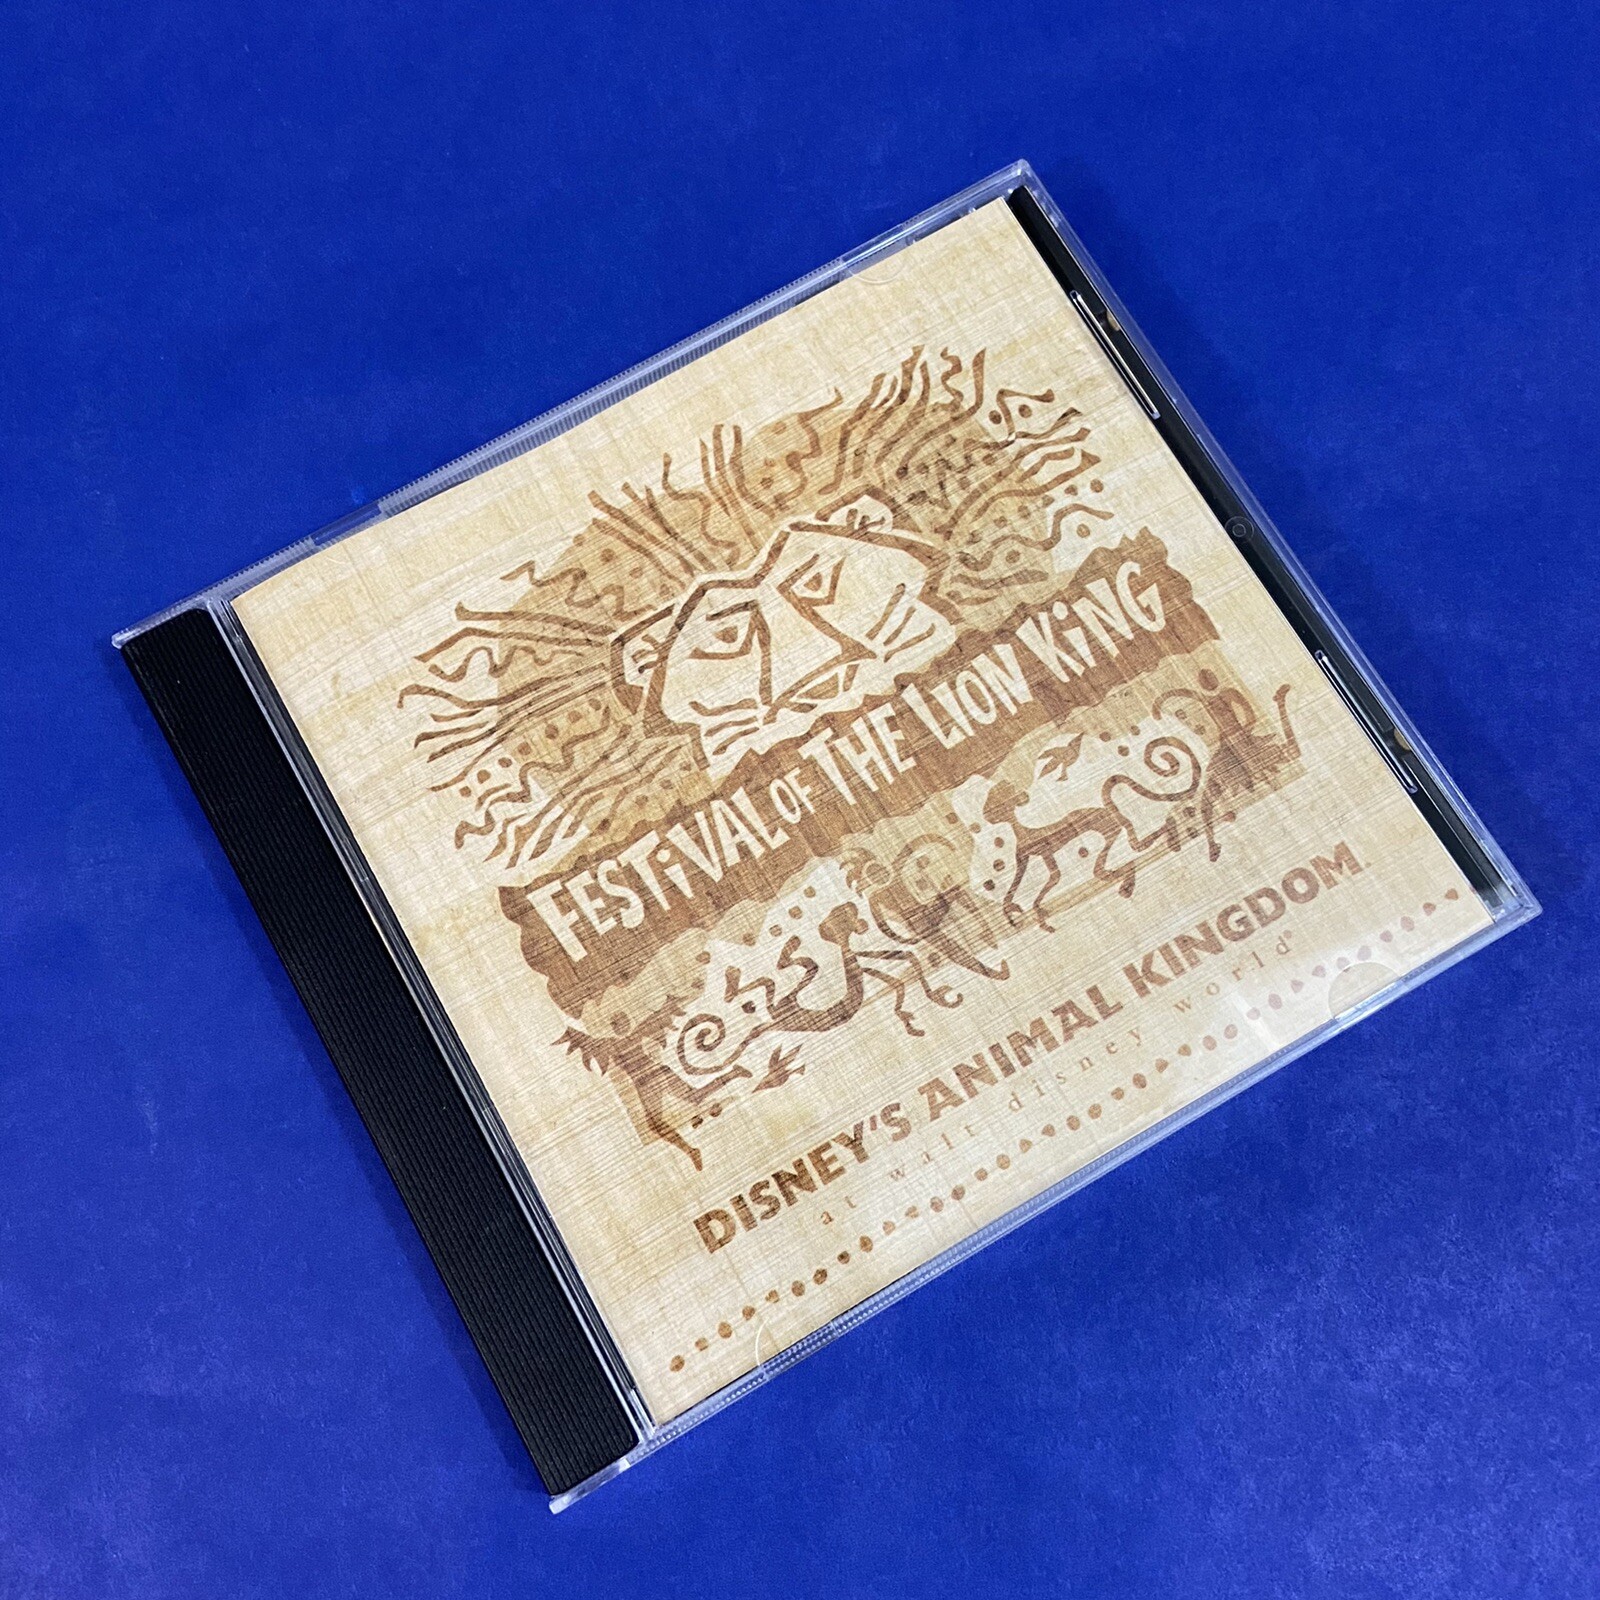 FESTiVAL OF THE LION KiNG
DISNEY'S ANIMAL KINGDOM
at walt disney world®